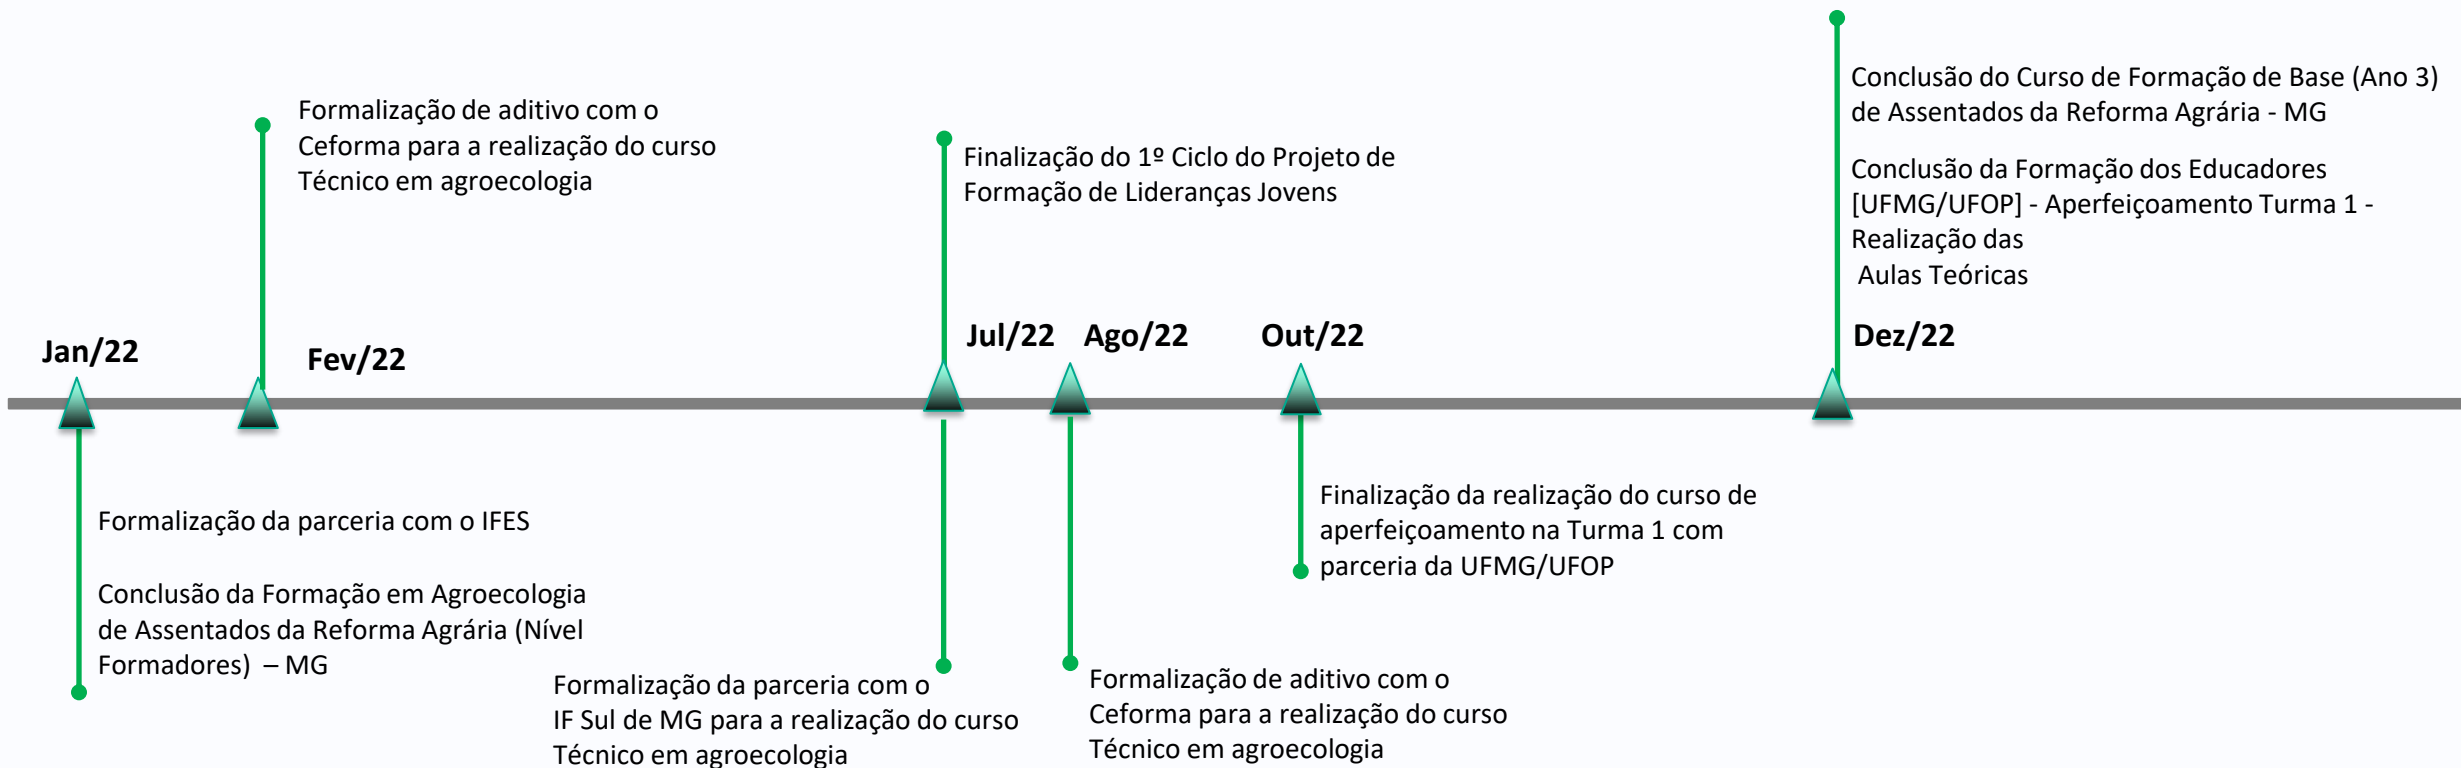 Jan/22
Formalização da parceria com o IFES
Conclusão da Formação em Agroecologia
de Assentados da Reforma Agrária (Nível
Formadores)  – MG
Fev/22
Formalização de aditivo com o
Ceforma para a realização do curso
Técnico em agroecologia
Jul/22
Finalização do 1º Ciclo do Projeto de
Formação de Lideranças Jovens
Formalização da parceria com o
IF Sul de MG para a realização do curso
Técnico em agroecologia
Ago/22
Formalização de aditivo com o
Ceforma para a realização do curso
Técnico em agroecologia
Out/22
Finalização da realização do curso de
aperfeiçoamento na Turma 1 com
parceria da UFMG/UFOP
Dez/22
Conclusão do Curso de Formação de Base (Ano 3)
de Assentados da Reforma Agrária - MG
Conclusão da Formação dos Educadores
[UFMG/UFOP] - Aperfeiçoamento Turma 1 -
Realização das
Aulas Teóricas